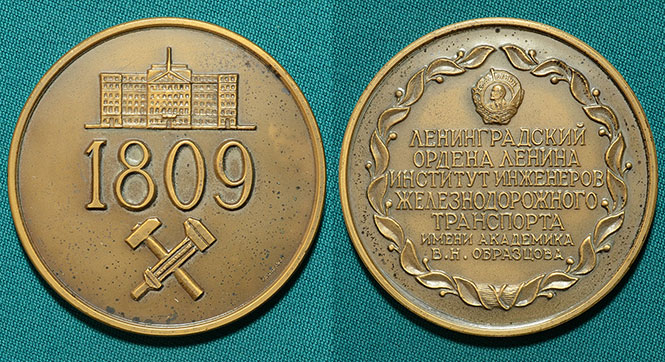 1809
ЛЕНИНГРАДСКИЙ
ОРДЕНА ЛЕНИНА
ИНСТИТУТ ИНЖЕНЕРОВ
ЖЕЛЕЗНОДОРОЖНОГО
ТРАНСПОРТА
ИМЕНИ АКАДЕМИКА
В.Н. ОБРАЗЦОВА